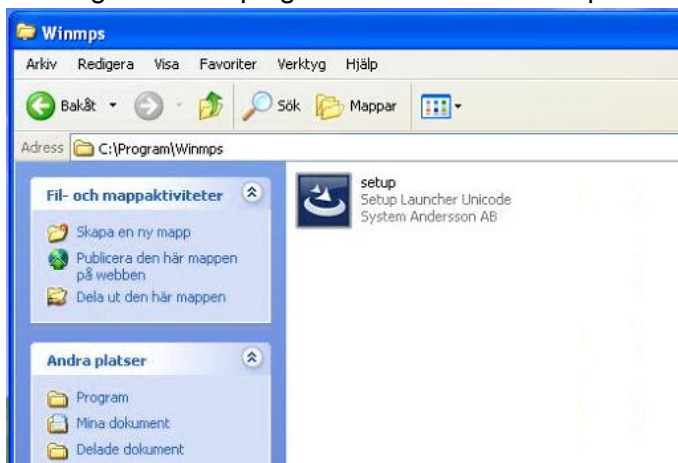 Winmps
Arkiv Redigera Visa Favoriter Verktyg Hjälp
Bakåt Sök Mappar
Adress C:\Program\Winmps
Fil- och mappaktiviteter
Skapa en ny mapp
Publicera den här mappen
på webben
Dela ut den här mappen
Andra platser
Program
Mina dokument
Delade dokument
setup
Setup Launcher Unicode
System Andersson AB